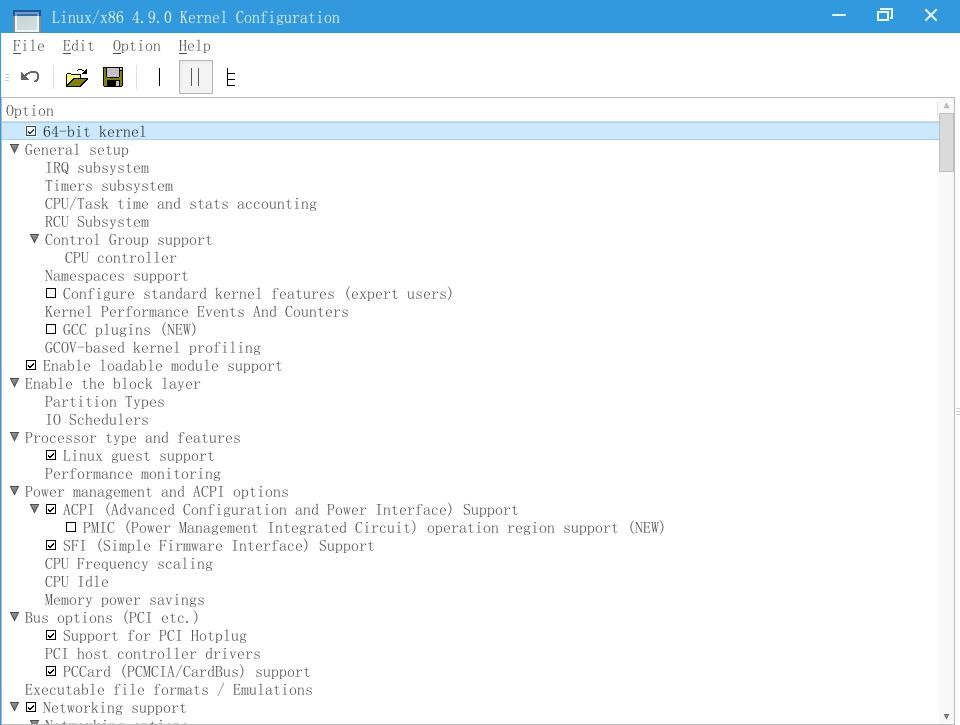 Linux/x86 4.9.0 Kernel Configuration
File Edit Option Help
Option
64-bit kernel
General setup
IRQ subsystem
Timers subsystem
CPU/Task time and stats accounting
RCU Subsystem
Control Group support
CPU controller
Namespaces support
Configure standard kernel features (expert users)
Kernel Performance Events And Counters
GCC plugins (NEW)
GCOV-based kernel profiling
Enable loadable module support
Enable the block layer
Partition Types
IO Schedulers
Processor type and features
Linux guest support
Performance monitoring
Power management and ACPI options
ACPI (Advanced Configuration and Power Interface) Support
PMIC (Power Management Integrated Circuit) operation region support (NEW)
SFI (Simple Firmware Interface) Support
CPU Frequency scaling
CPU Idle
Memory power savings
Bus options (PCI etc.)
Support for PCI Hotplug
PCI host controller drivers
PCCard (PCMCIA/CardBus) support
Executable file formats / Emulations
Networking support